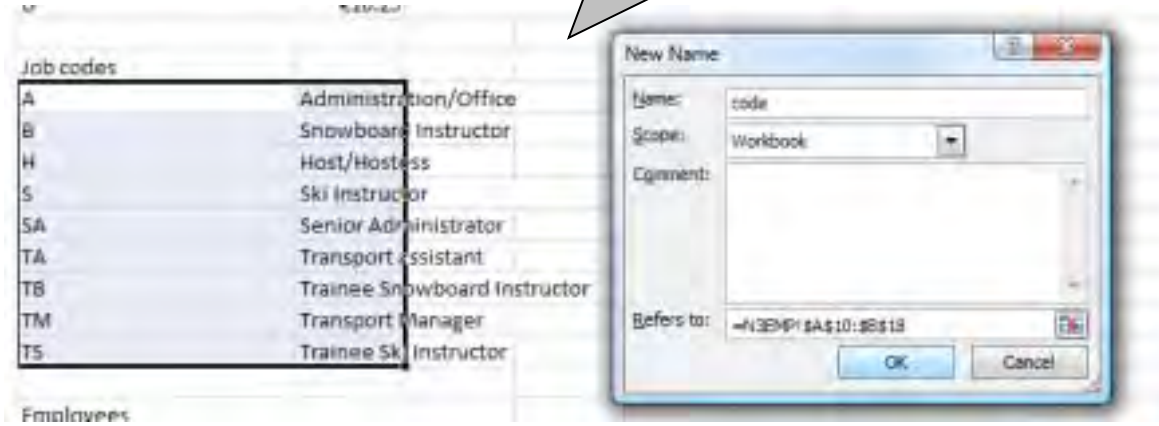 Job codes
A Administration/Office
B Snowboard Instructor
H Host/Hostess
S Ski Instructor
SA Senior Administrator
TA Transport assistant
TB Trainee Snowboard Instructor
TM Transport Manager
TS Trainee Ski Instructor
Employees
New Name
Name: code
Scope: Workbook
Comment:
Refers to: =N3EMP!$A$10:$B$18
OK Cancel